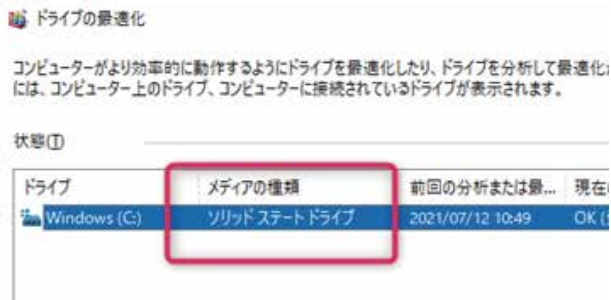 ドライブの最適化
コンピューターがより効率的に動作するようにドライブを最適化したり、ドライブを分析して最適化
には、コンピューター上のドライブ、コンピューターに接続されているドライブが表示されます。
状態(T)
ドライブ メディアの種類 前回の分析または最... 現在
Windows (C:) ソリッド ステート ドライブ 2021/07/12 10:49 OK (